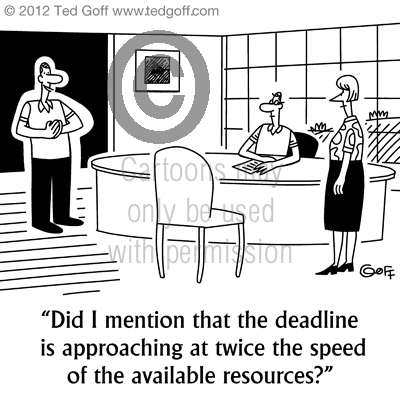 © 2012 Ted Goff www.tedgoff.com
©
Cartoons may
only be used
with permission
GOFF
“Did I mention that the deadline
is approaching at twice the speed
of the available resources?”